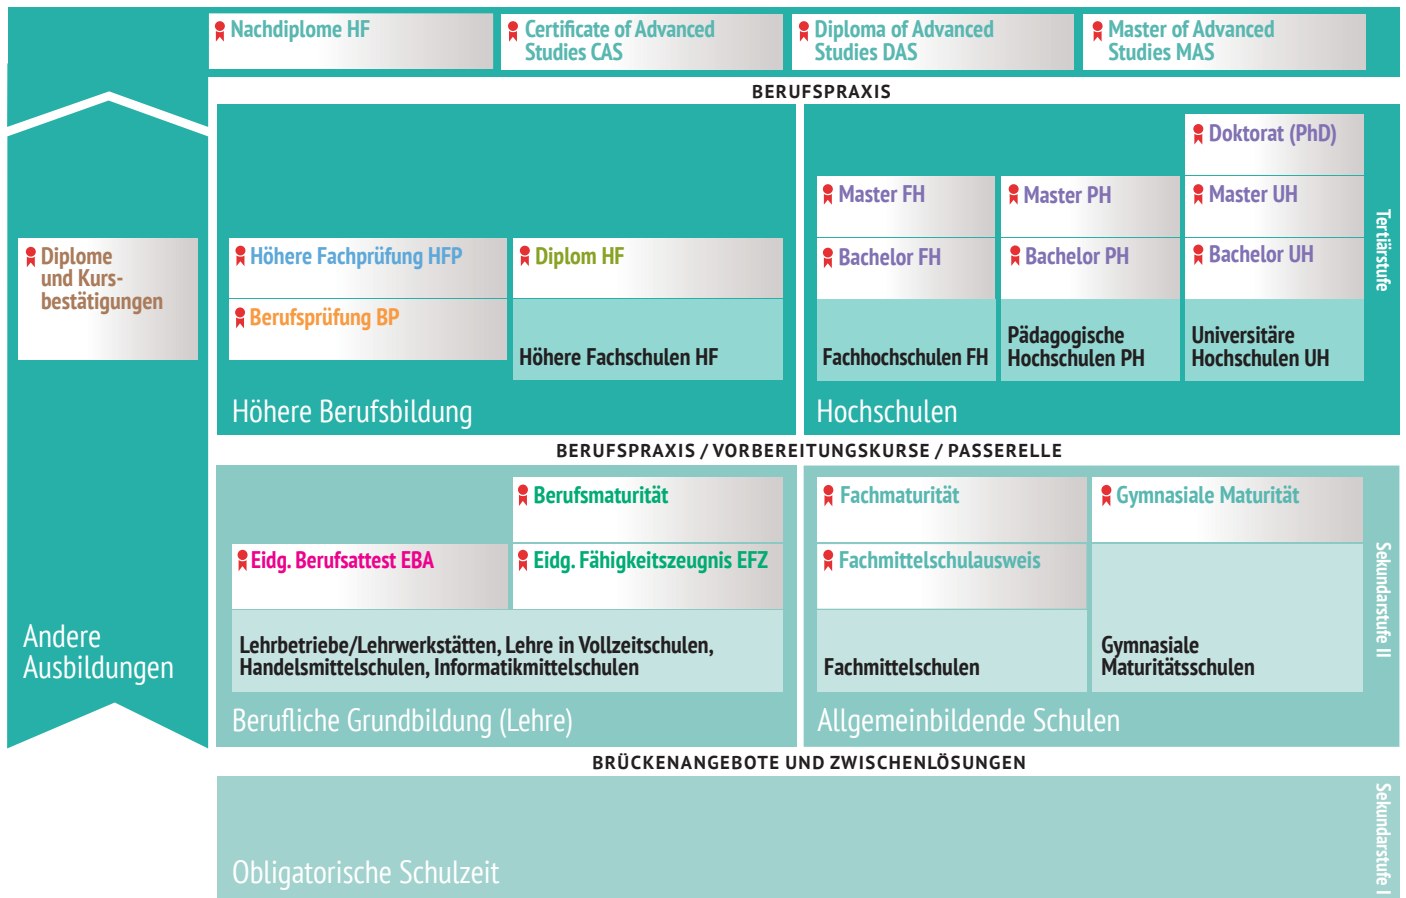 Nachdiplome HF
Certificate of Advanced
Studies CAS
Diploma of Advanced
Studies DAS
Master of Advanced
Studies MAS
BERUFSPRAXIS
Diplome
und Kurs-
bestätigungen
Andere
Ausbildungen
Höhere Fachprüfung HFP
Berufsprüfung BP
Diplom HF
Höhere Fachschulen HF
Höhere Berufsbildung
Master FH
Bachelor FH
Fachhochschulen FH
Master PH
Bachelor PH
Pädagogische
Hochschulen PH
Doktorat (PhD)
Master UH
Bachelor UH
Universitäre
Hochschulen UH
Hochschulen
Tertiärstufe
BERUFSPRAXIS / VORBEREITUNGSKURSE / PASSERELLE
Berufsmaturität
Eidg. Berufsattest EBA
Eidg. Fähigkeitszeugnis EFZ
Lehrbetriebe/Lehrwerkstätten, Lehre in Vollzeitschulen,
Handelsmittelschulen, Informatikmittelschulen
Berufliche Grundbildung (Lehre)
Fachmaturität
Fachmittelschulausweis
Fachmittelschulen
Gymnasiale Maturität
Gymnasiale
Maturitätsschulen
Allgemeinbildende Schulen
Sekundarstufe II
BRÜCKENANGEBOTE UND ZWISCHENLÖSUNGEN
Obligatorische Schulzeit
Sekundarstufe I